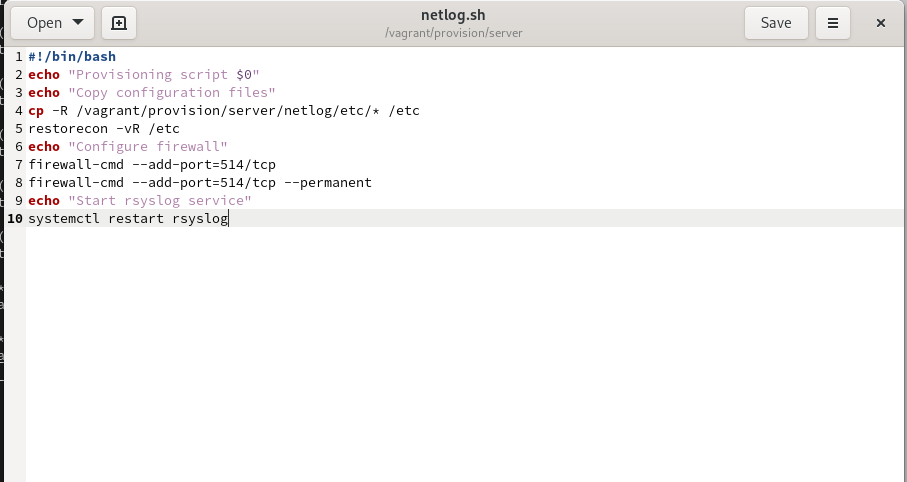 Open
netlog.sh
/vagrant/provision/server
Save
1 #!/bin/bash
2 echo "Provisioning script $0"
3 echo "Copy configuration files"
4 cp -R /vagrant/provision/server/netlog/etc/* /etc
5 restorecon -vR /etc
6 echo "Configure firewall"
7 firewall-cmd --add-port=514/tcp
8 firewall-cmd --add-port=514/tcp --permanent
9 echo "Start rsyslog service"
10 systemctl restart rsyslog